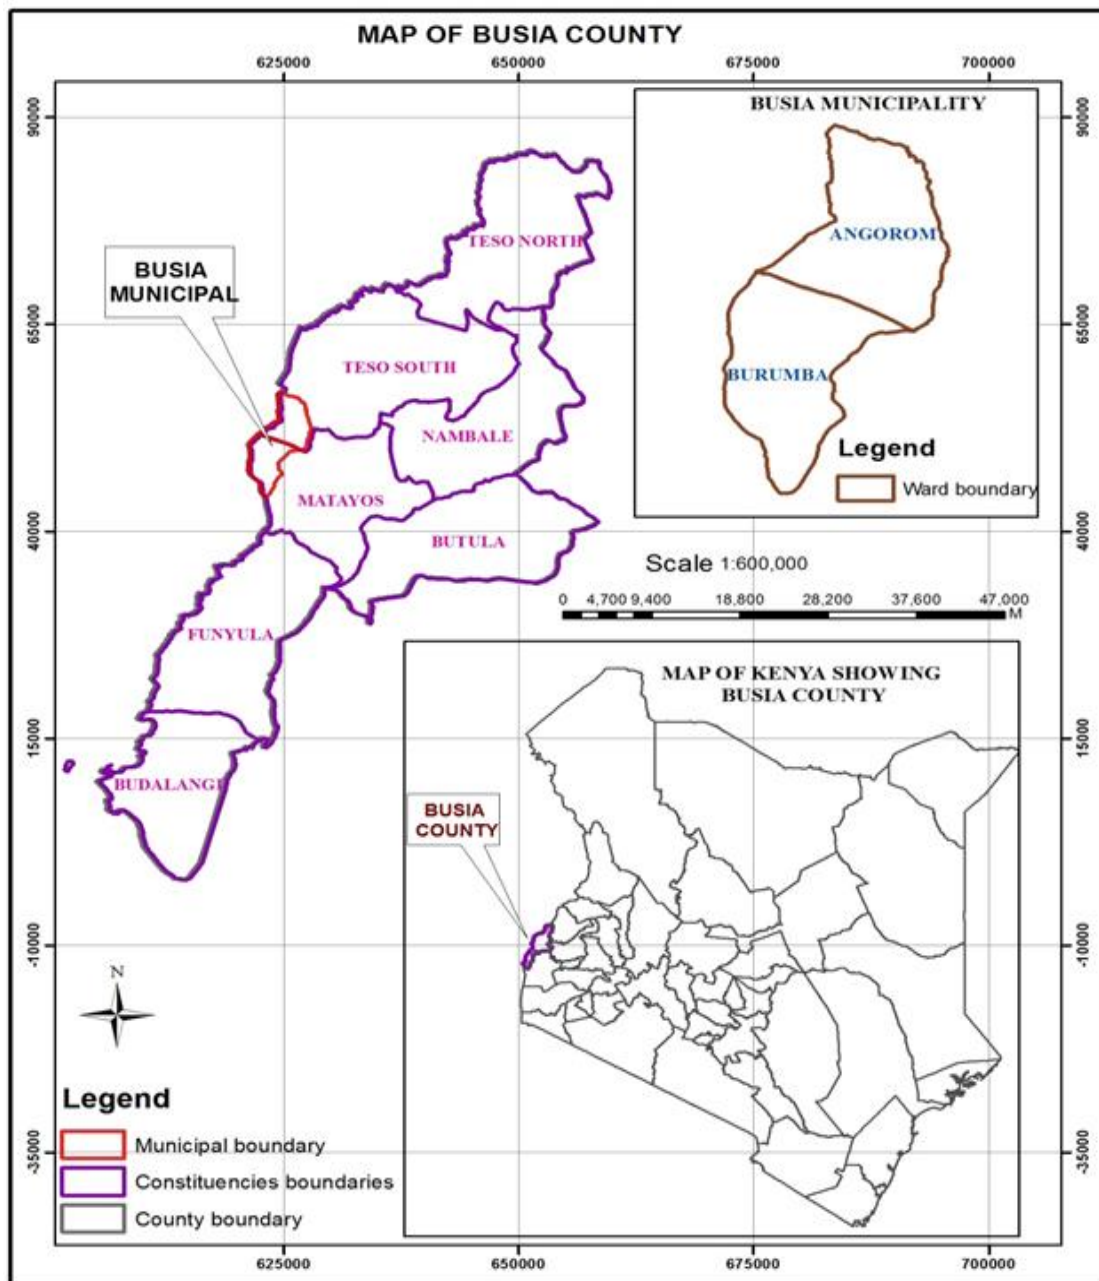 MAP OF BUSIA COUNTY
625000 650000 675000 700000
90000
65000
40000
15000
-10000
-35000
90000
65000
40000
15000
-10000
-35000
TESO NORTH
BUSIA
MUNICIPAL
TESO SOUTH
NAMBALE
MATAYOS
BUTULA
FUNYULA
BUDALANGI
BUSIA MUNICIPALITY
ANGOROM
BURUMBA
Legend
Ward boundary
Scale 1:600,000
0 4,700 9,400 18,800 28,200 37,600 47,000
M
MAP OF KENYA SHOWING
BUSIA COUNTY
BUSIA
COUNTY
N
Legend
Municipal boundary
Constituencies boundaries
County boundary
625000 650000 675000 700000